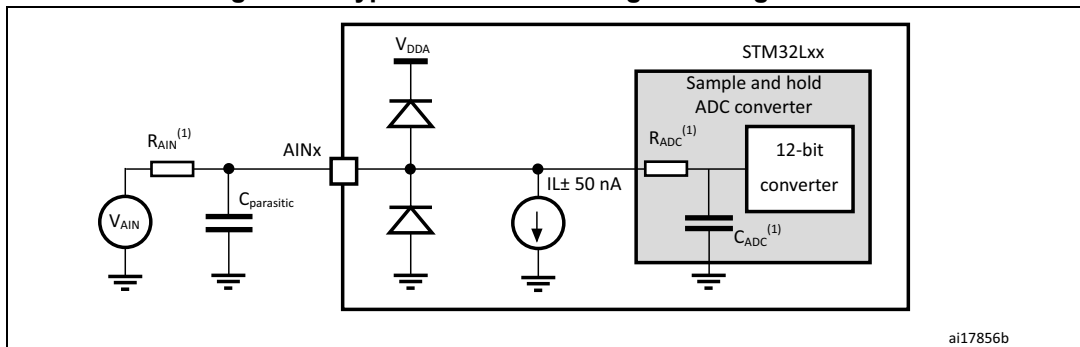 V_DDA
STM32Lxx
Sample and hold
ADC converter
R_AIN(1)
AINx
R_ADC(1)
12-bit
converter
IL± 50 nA
C_parasitic
V_AIN
C_ADC(1)
ai17856b